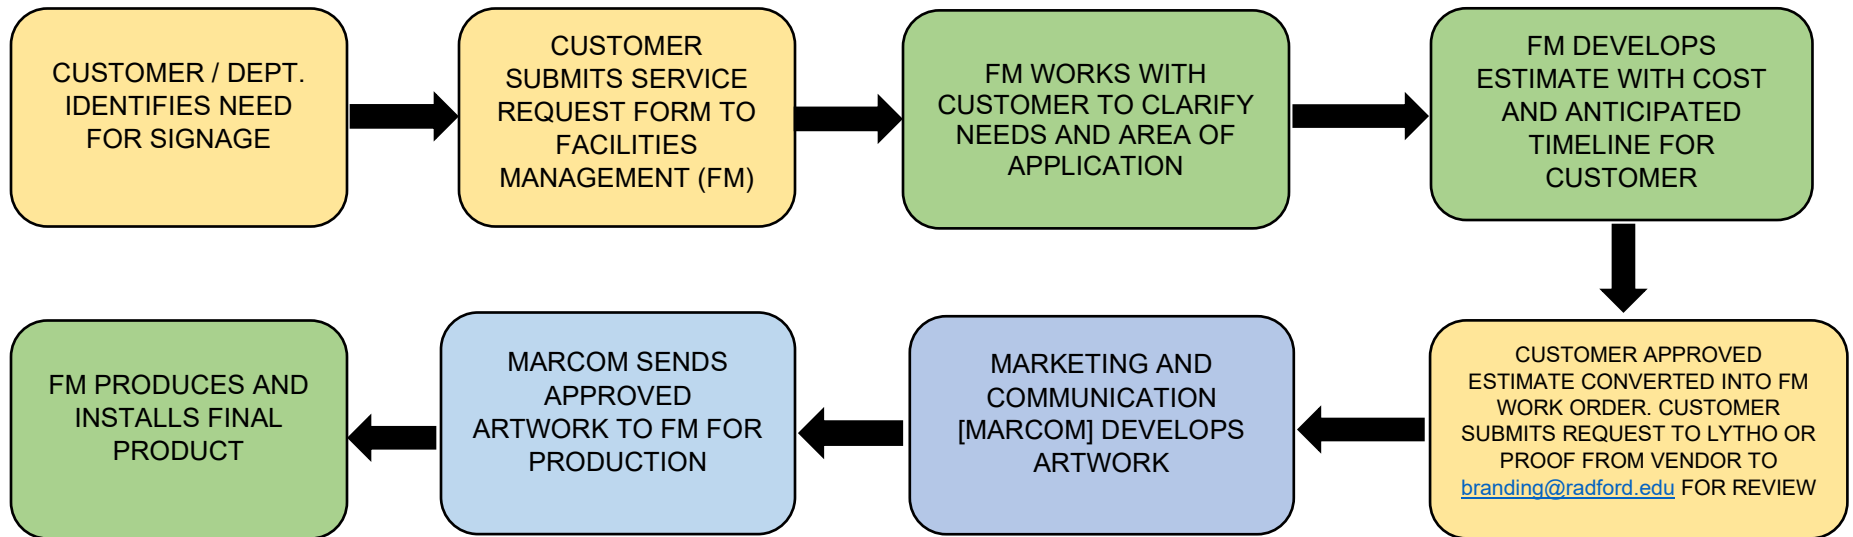 CUSTOMER / DEPT.
IDENTIFIES NEED
FOR SIGNAGE
CUSTOMER
SUBMITS SERVICE
REQUEST FORM TO
FACILITIES
MANAGEMENT (FM)
FM WORKS WITH
CUSTOMER TO CLARIFY
NEEDS AND AREA OF
APPLICATION
FM DEVELOPS
ESTIMATE WITH COST
AND ANTICIPATED
TIMELINE FOR
CUSTOMER
CUSTOMER APPROVED
ESTIMATE CONVERTED INTO FM
WORK ORDER. CUSTOMER
SUBMITS REQUEST TO LYTHO OR
PROOF FROM VENDOR TO
branding@radford.edu FOR REVIEW
MARKETING AND
COMMUNICATION
[MARCOM] DEVELOPS
ARTWORK
MARCOM SENDS
APPROVED
ARTWORK TO FM FOR
PRODUCTION
FM PRODUCES AND
INSTALLS FINAL
PRODUCT